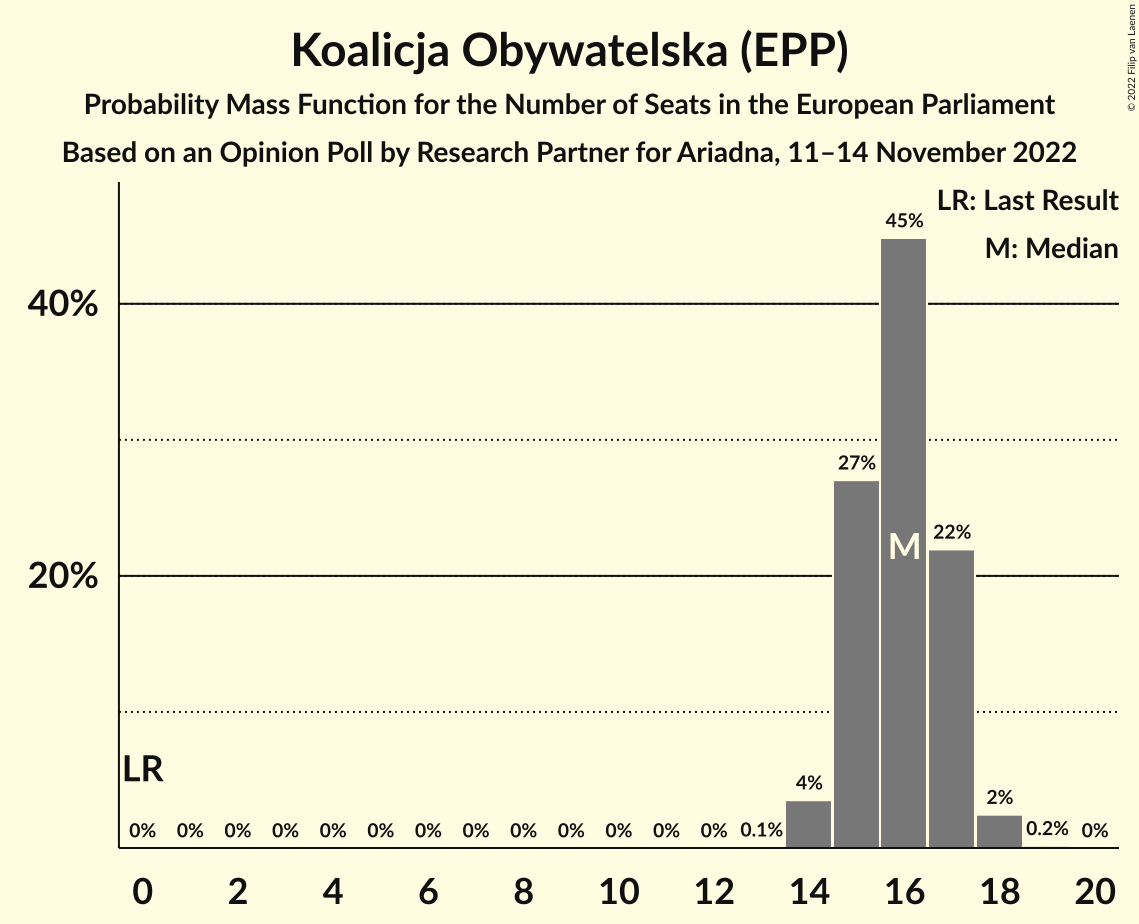 Koalicja Obywatelska (EPP)
Probability Mass Function for the Number of Seats in the European Parliament
Based on an Opinion Poll by Research Partner for Ariadna, 11–14 November 2022
© 2022 Filip van Laenen
LR: Last Result
M: Median
45%
40%
27%
22%
M
20%
LR
4%
2%
0% 0% 0% 0% 0% 0% 0% 0% 0% 0% 0% 0% 0% 0.1% 0.2% 0%
0 2 4 6 8 10 12 14 16 18 20